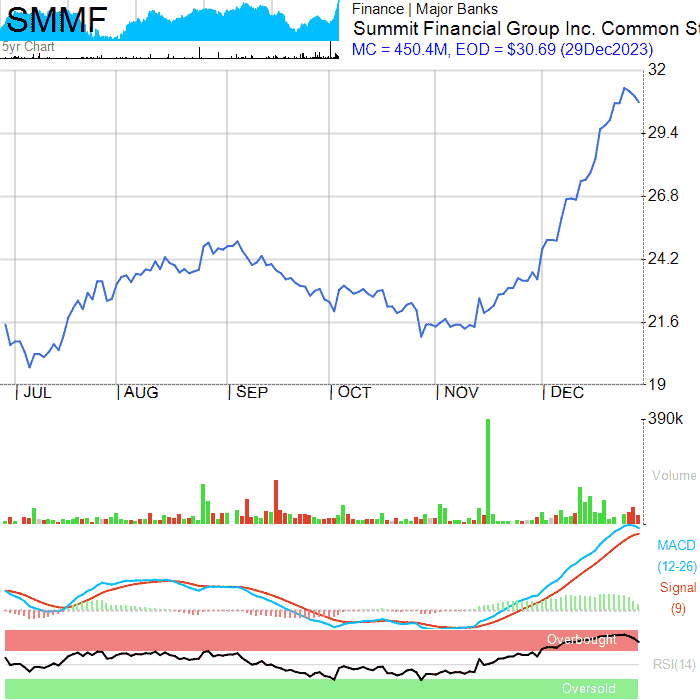 SMMF
5yr Chart
Finance | Major Banks
Summit Financial Group Inc. Common St
MC = 450.4M, EOD = $30.69 (29Dec2023)
32
29.4
26.8
24.2
21.6
19
JUL AUG SEP OCT NOV DEC
390k
Volume
MACD
(12-26)
Signal
(9)
Overbought
RSI(14)
Oversold